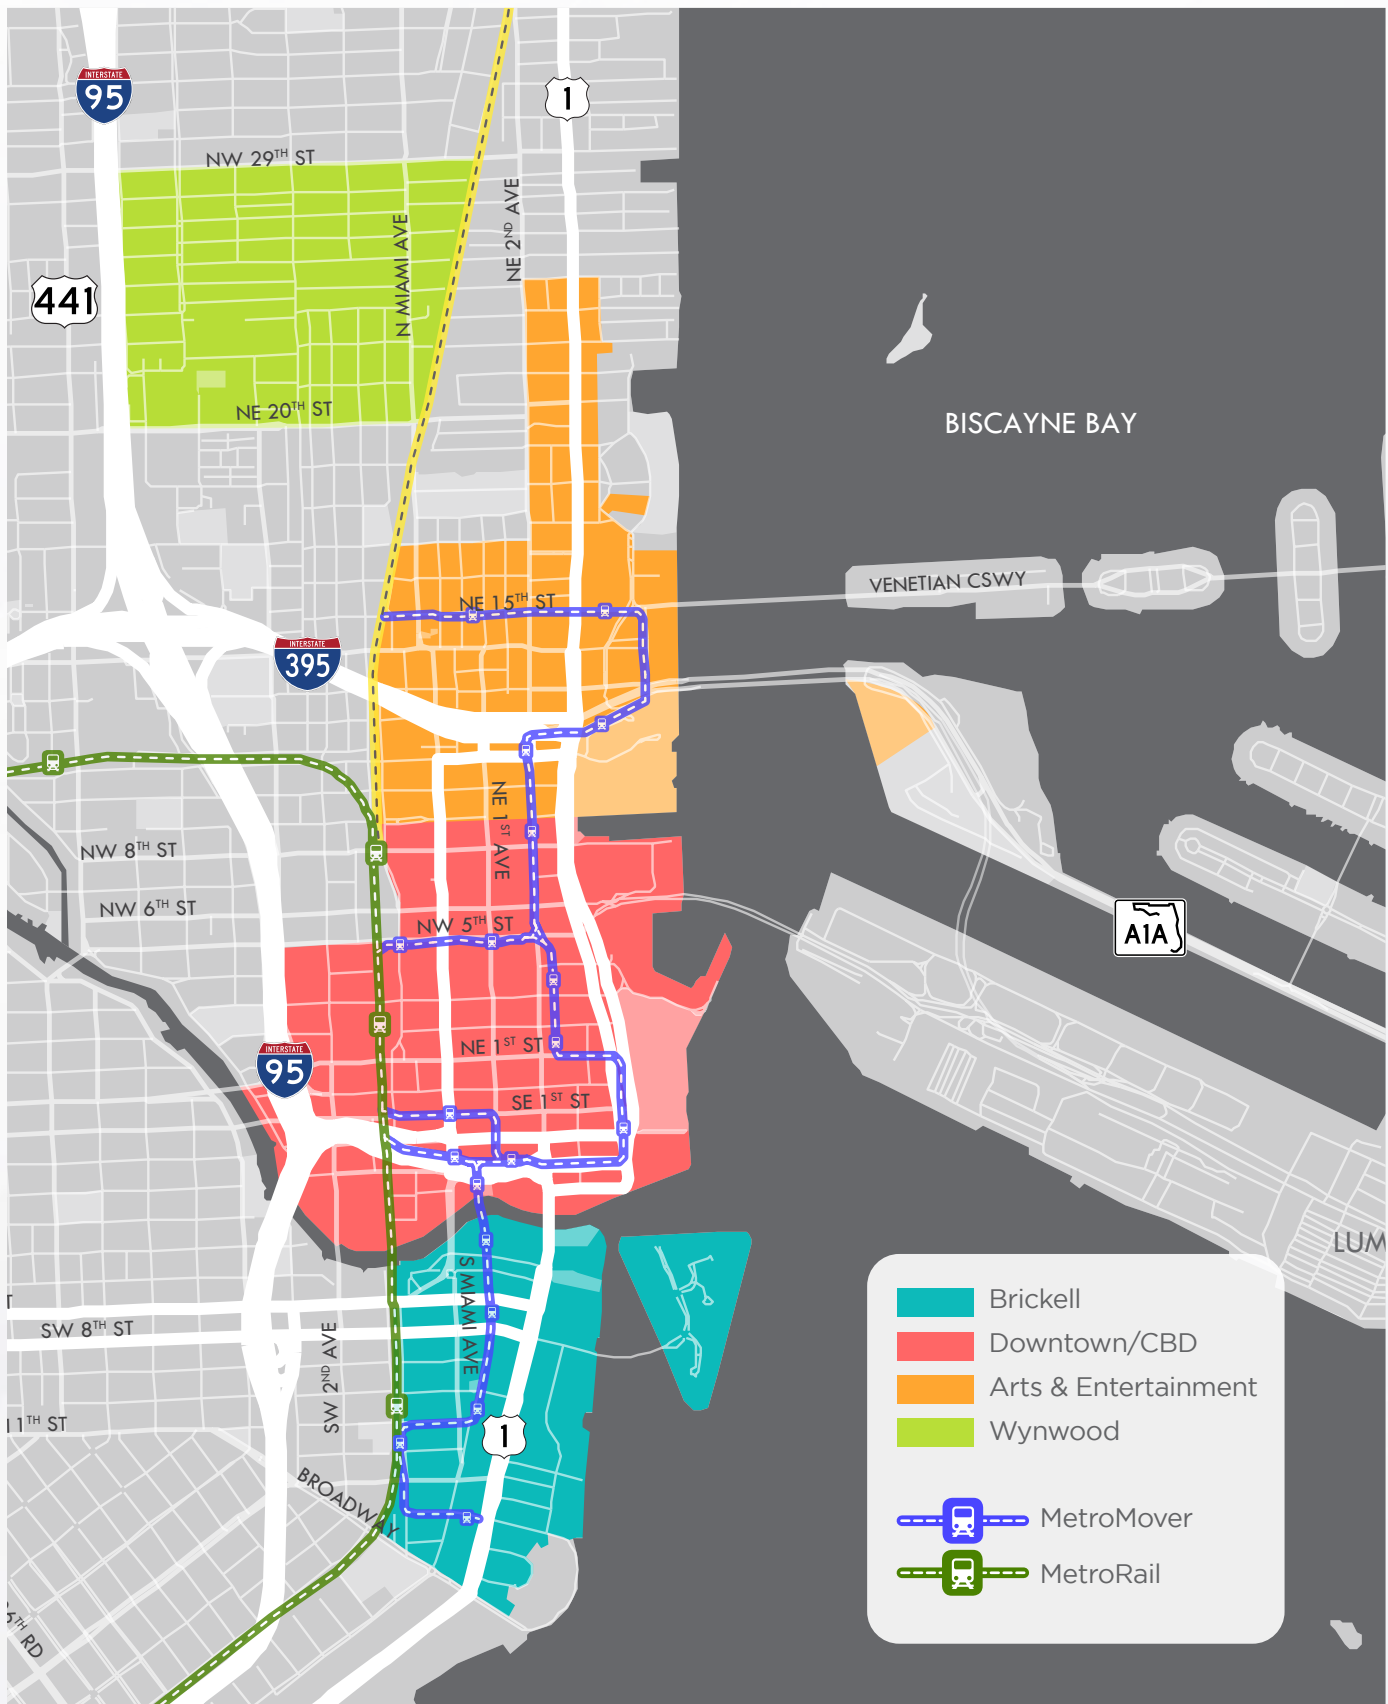 INTERSTATE
95
1
NW 29TH ST
NE 2ND AVE
N MIAMI AVE
441
NE 20TH ST
BISCAYNE BAY
VENETIAN CSWY
NE 15TH ST
INTERSTATE
395
NE 1ST AVE
NW 8TH ST
NW 6TH ST
NW 5TH ST
A1A
NE 1ST ST
INTERSTATE
95
SE 1ST ST
LUM
S MIAMI AVE
T
SW 8TH ST
SW 2ND AVE
11TH ST
1
BROADWAY
6TH RD
Brickell
Downtown/CBD
Arts & Entertainment
Wynwood
MetroMover
MetroRail